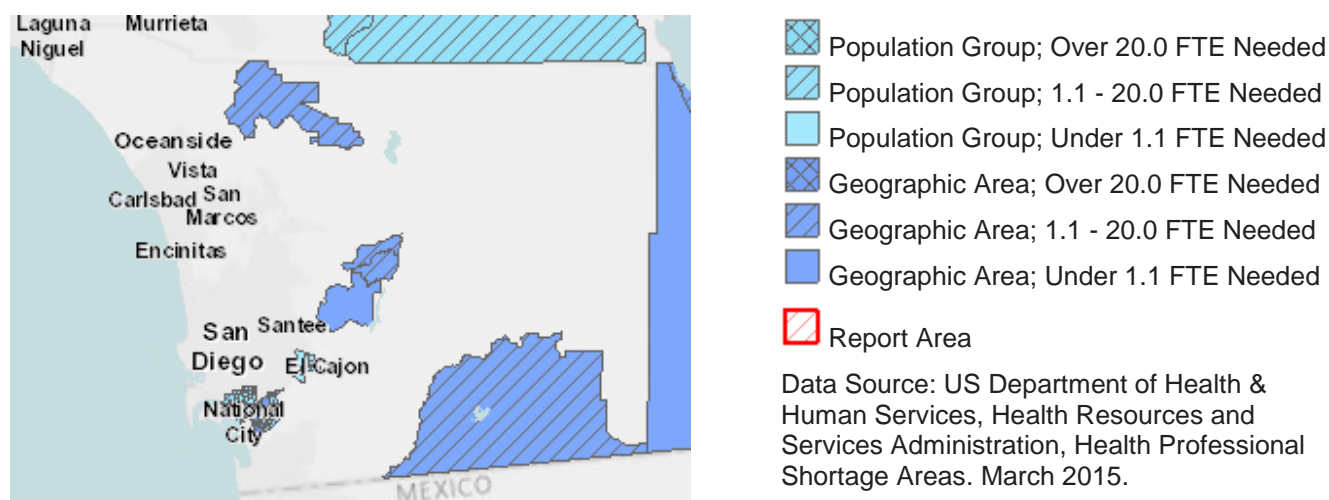 Laguna
Niguel
Murrieta
Oceanside
Vista
Carlsbad
San
Marcos
Encinitas
San
Diego
Santee
El Cajon
National
City
MEXICO
Population Group; Over 20.0 FTE Needed
Population Group; 1.1 - 20.0 FTE Needed
Population Group; Under 1.1 FTE Needed
Geographic Area; Over 20.0 FTE Needed
Geographic Area; 1.1 - 20.0 FTE Needed
Geographic Area; Under 1.1 FTE Needed
Report Area
Data Source: US Department of Health &
Human Services, Health Resources and
Services Administration, Health Professional
Shortage Areas. March 2015.